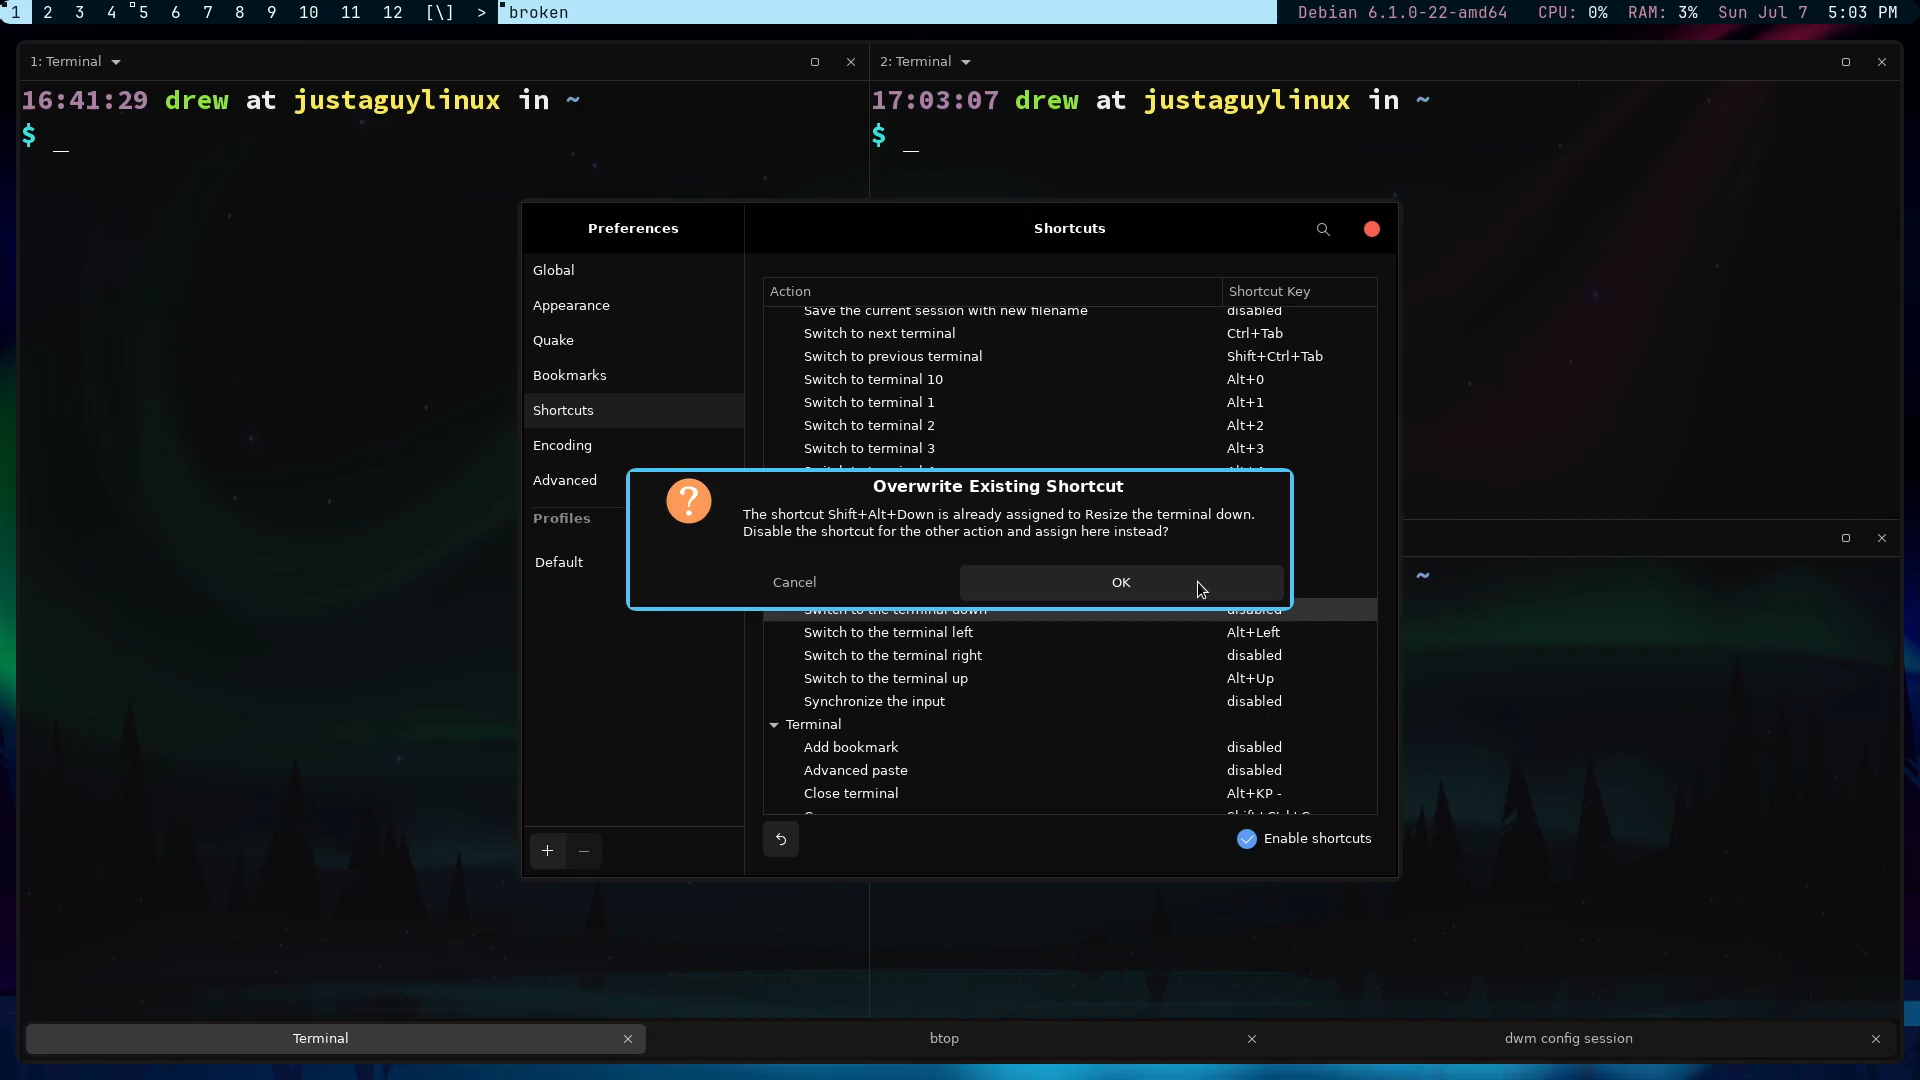 1 2 3 4 5 6 7 8 9 10 11 12 [\] > broken Debian 6.1.0-22-amd64 CPU: 0% RAM: 3% Sun Jul 7 5:03 PM
1: Terminal
2: Terminal
16:41:29 drew at justaguylinux in ~
$ _
17:03:07 drew at justaguylinux in ~
$ _
Preferences
Shortcuts
Global
Appearance
Quake
Bookmarks
Shortcuts
Encoding
Advanced
Profiles
Default
Action Shortcut Key
Save the current session with new filename disabled
Switch to next terminal Ctrl+Tab
Switch to previous terminal Shift+Ctrl+Tab
Switch to terminal 10 Alt+0
Switch to terminal 1 Alt+1
Switch to terminal 2 Alt+2
Switch to terminal 3 Alt+3
Overwrite Existing Shortcut
The shortcut Shift+Alt+Down is already assigned to Resize the terminal down.
Disable the shortcut for the other action and assign here instead?
Cancel OK
~
Switch to the terminal down disabled
Switch to the terminal left Alt+Left
Switch to the terminal right disabled
Switch to the terminal up Alt+Up
Synchronize the input disabled
Terminal
Add bookmark disabled
Advanced paste disabled
Close terminal Alt+KP -
+ −
Enable shortcuts
Terminal
btop
dwm config session